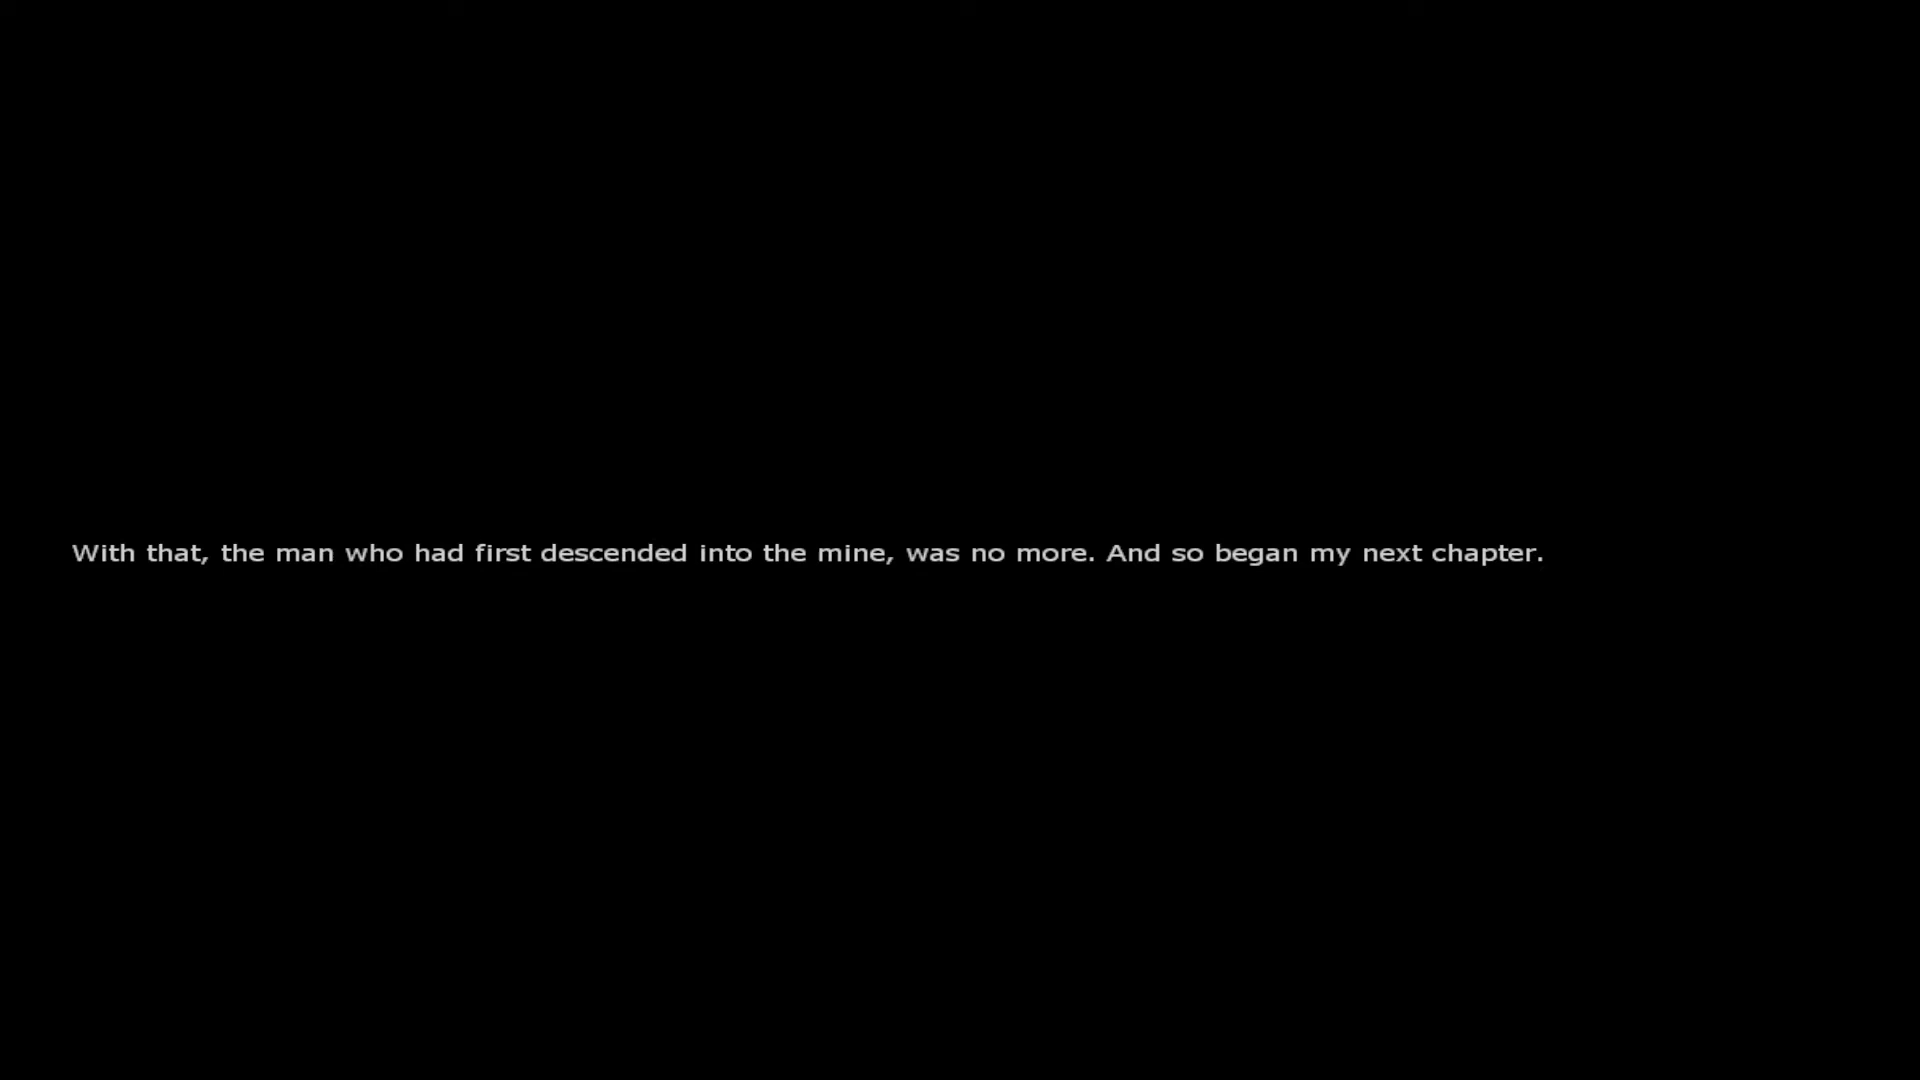 With that, the man who had first descended into the mine, was no more. And so began my next chapter.